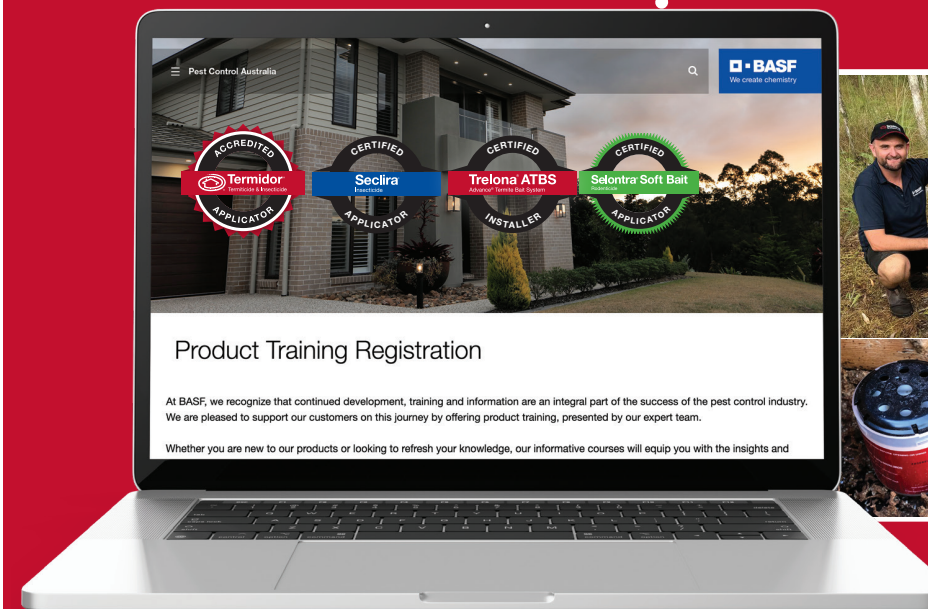 Pest Control Australia
BASF
We create chemistry
ACCREDITED
Termidor
Termiticide & Insecticide
APPLICATOR
CERTIFIED
Seclira
Insecticide
APPLICATOR
CERTIFIED
Trelona ATBS
Advance® Termite Bait System
INSTALLER
CERTIFIED
Selontra Soft Bait
Rodenticide
APPLICATOR
Product Training Registration
At BASF, we recognize that continued development, training and information are an integral part of the success of the pest control industry.
We are pleased to support our customers on this journey by offering product training, presented by our expert team.
Whether you are new to our products or looking to refresh your knowledge, our informative courses will equip you with the insights and